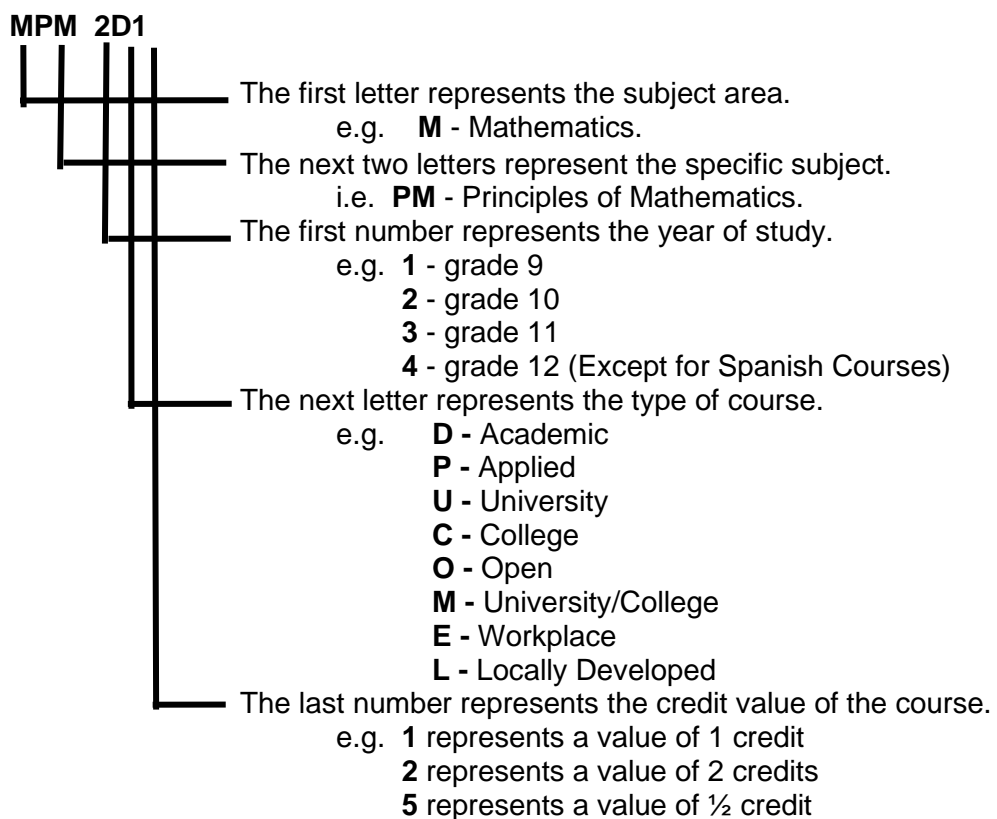 MPM 2D1
The first letter represents the subject area.
e.g. M - Mathematics.
The next two letters represent the specific subject.
i.e. PM - Principles of Mathematics.
The first number represents the year of study.
e.g. 1 - grade 9
2 - grade 10
3 - grade 11
4 - grade 12 (Except for Spanish Courses)
The next letter represents the type of course.
e.g. D - Academic
P - Applied
U - University
C - College
O - Open
M - University/College
E - Workplace
L - Locally Developed
The last number represents the credit value of the course.
e.g. 1 represents a value of 1 credit
2 represents a value of 2 credits
5 represents a value of ½ credit